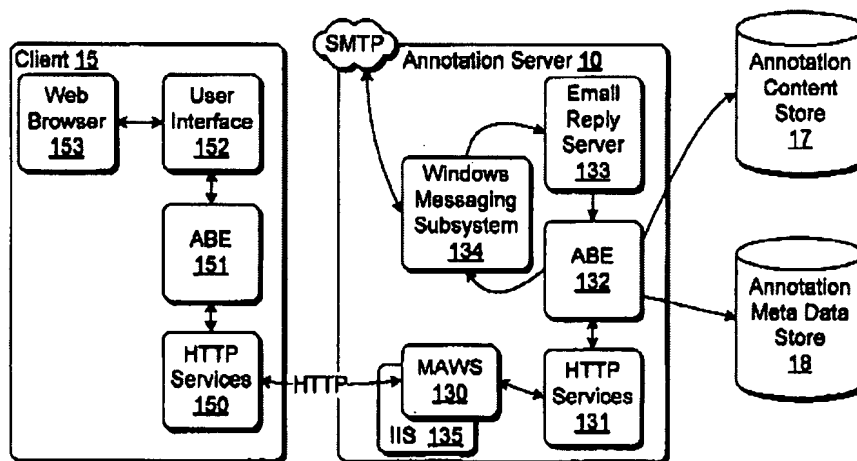 SMTP
Client 15
Web
Browser
153
User
Interface
152
ABE
151
HTTP
Services
150
HTTP
Annotation Server 10
Email
Reply
Server
133
Windows
Messaging
Subsystem
134
ABE
132
MAWS
130
IIS 135
HTTP
Services
131
Annotation
Content
Store
17
Annotation
Meta Data
Store
18